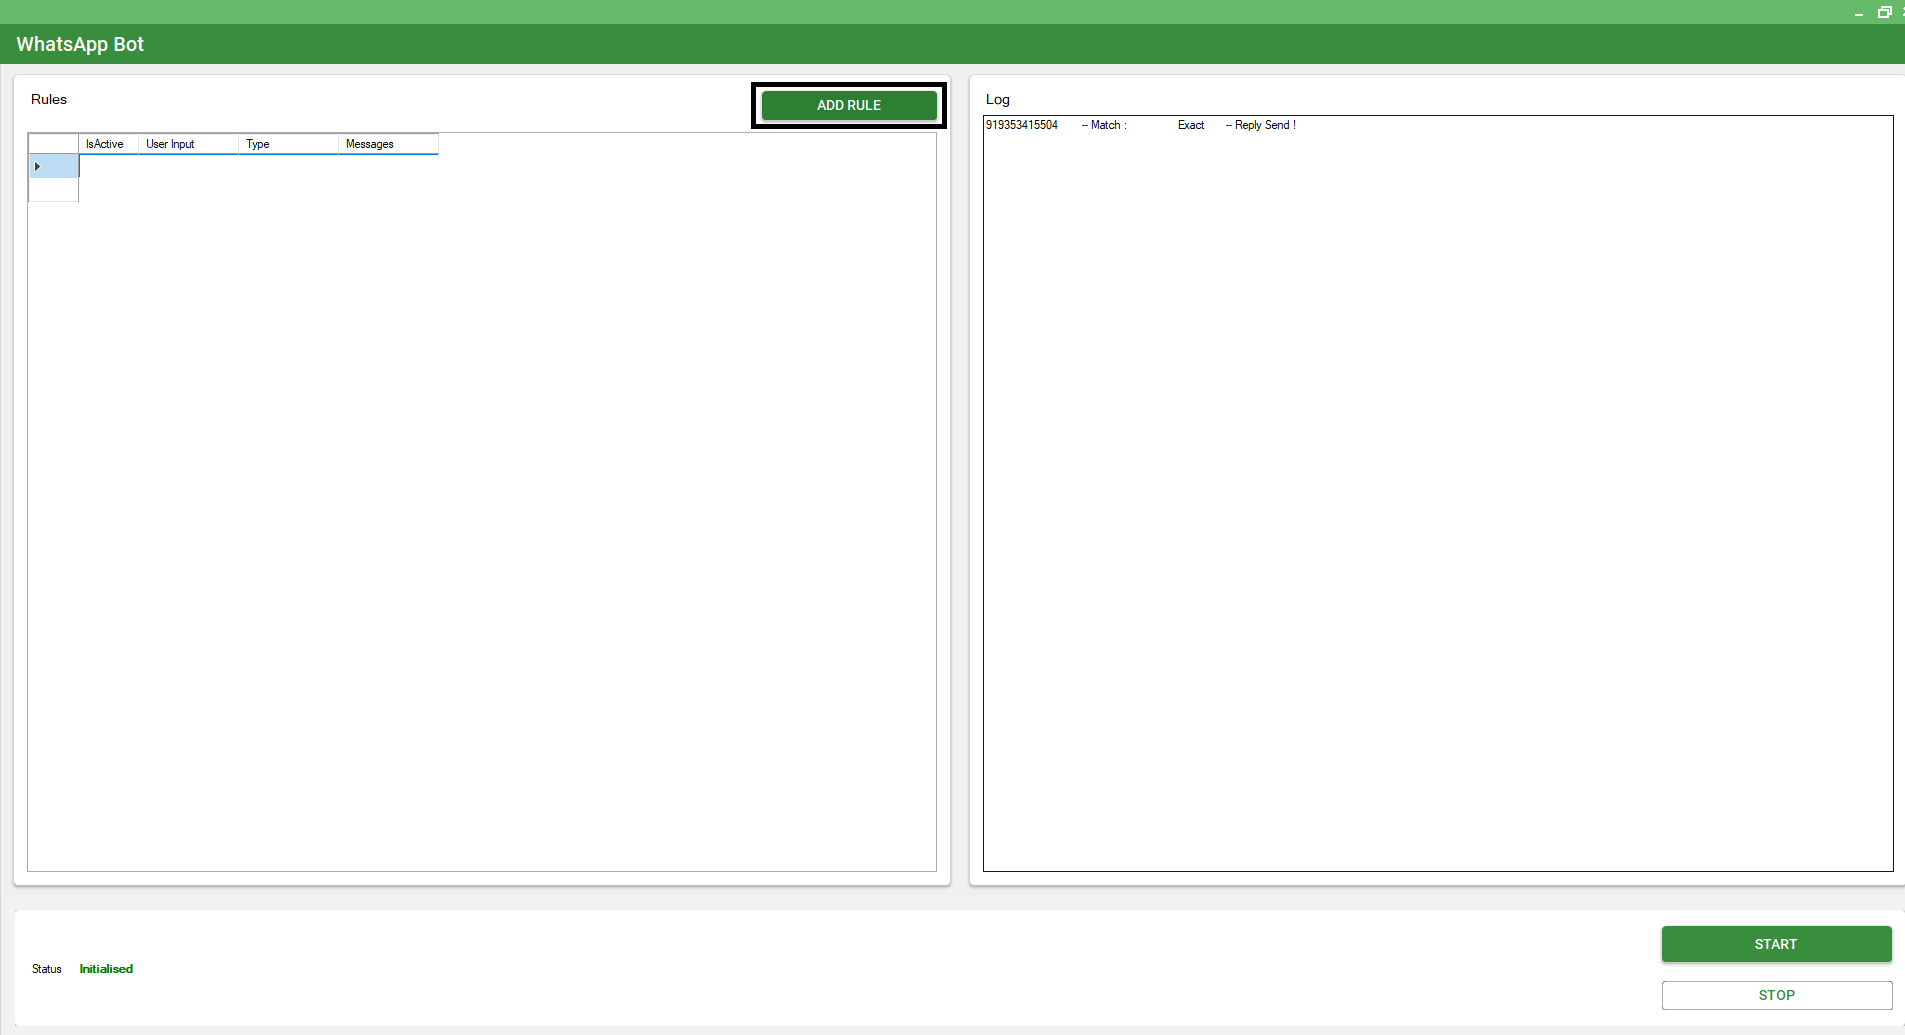 WhatsApp Bot
Rules
ADD RULE
IsActive User Input Type Messages
Log
919353415504 -- Match : Exact -- Reply Send !
Status Initialised
START
STOP